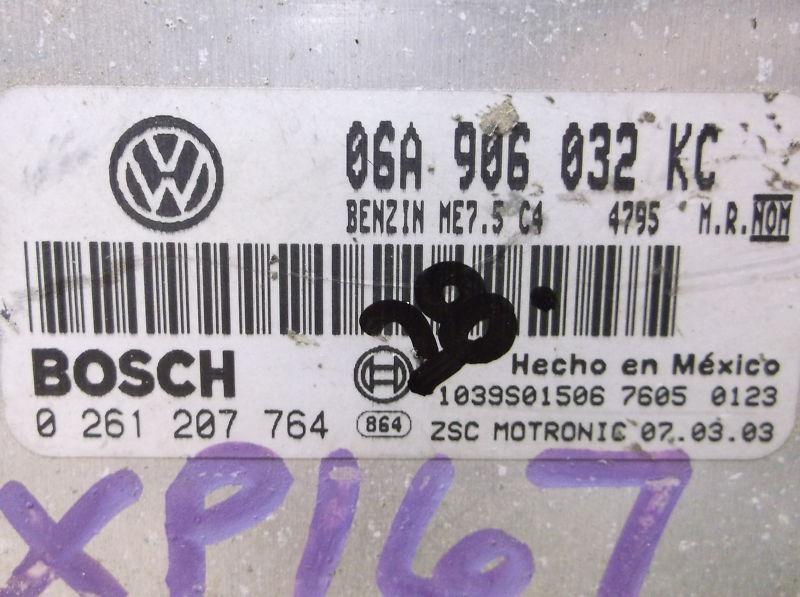 06A 906 032 KC
BENZIN ME7.5 C4 4795 M.R. NOM
BOSCH
Hecho en México
0 261 207 764
864
1039S01506 7605 0123
ZSC MOTRONIC 07.03.03
28.
XP167